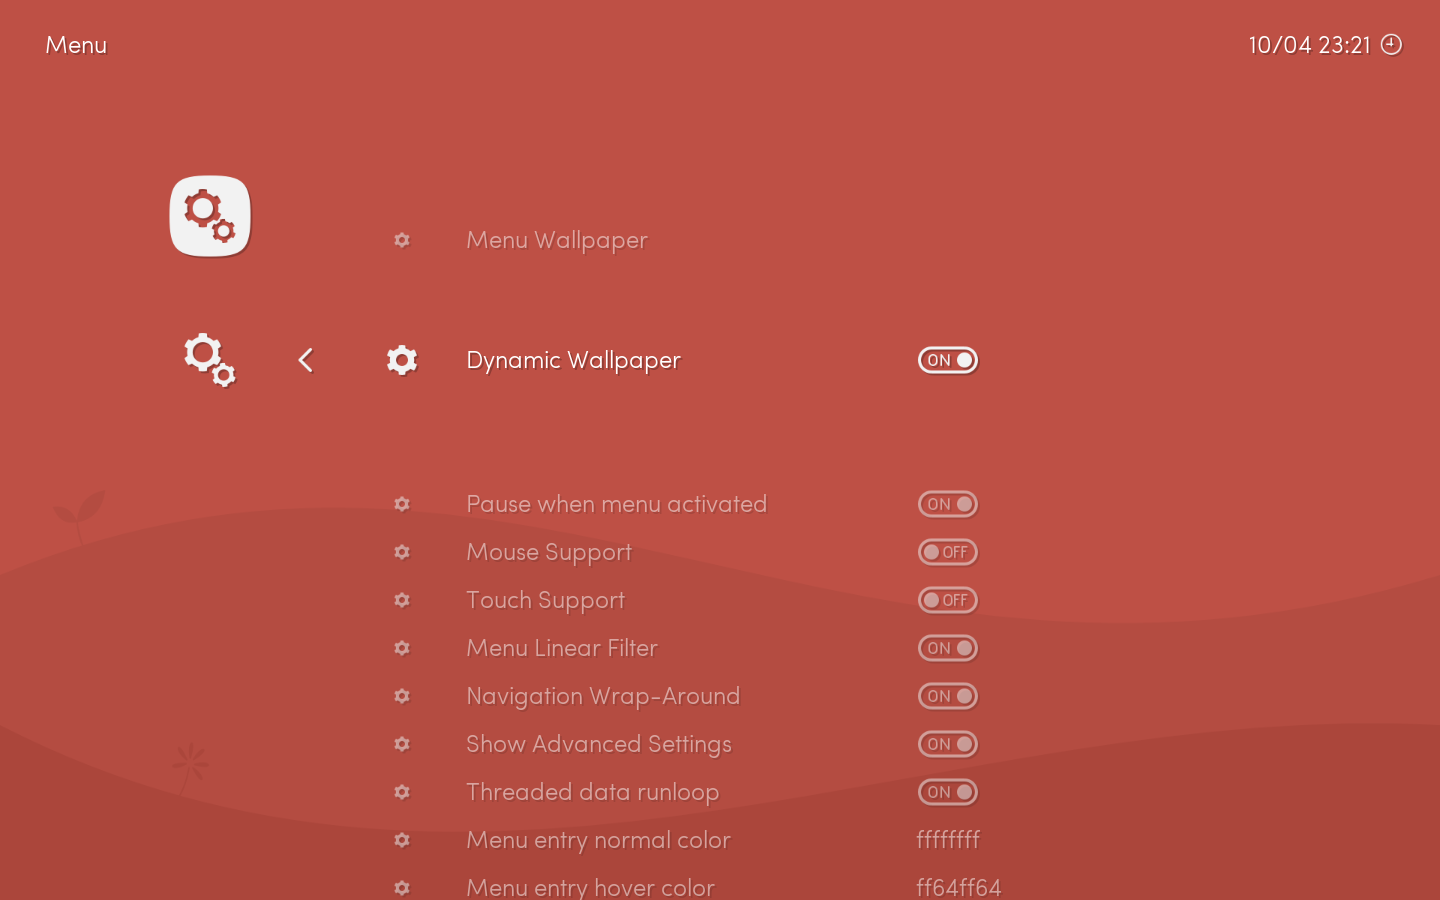 Menu
10/04 23:21
Menu Wallpaper
Dynamic Wallpaper ON
Pause when menu activated ON
Mouse Support OFF
Touch Support OFF
Menu Linear Filter ON
Navigation Wrap-Around ON
Show Advanced Settings ON
Threaded data runloop ON
Menu entry normal color ffffffff
Menu entry hover color ff64ff64